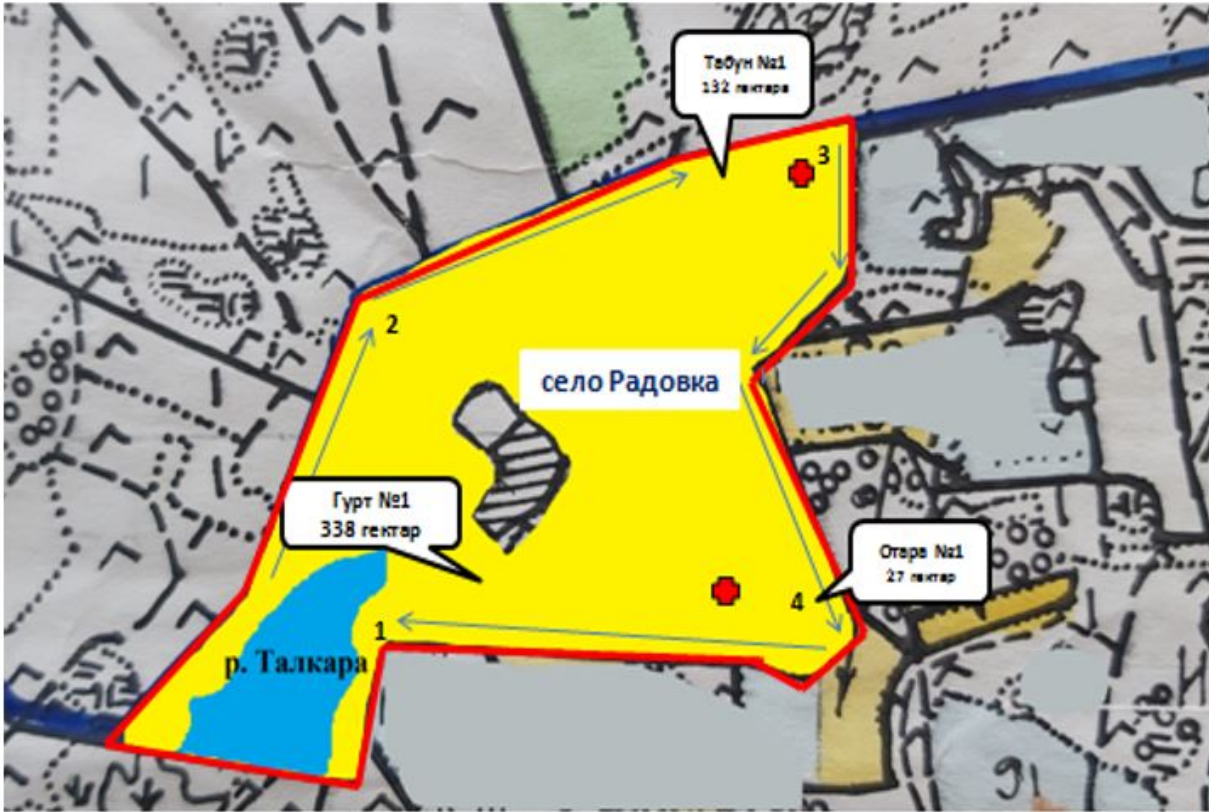 Табун №1
132 гектара
3
2
село Радовка
Гурт №1
338 гектар
Отара №1
27 гектар
4
1
р. Талкара